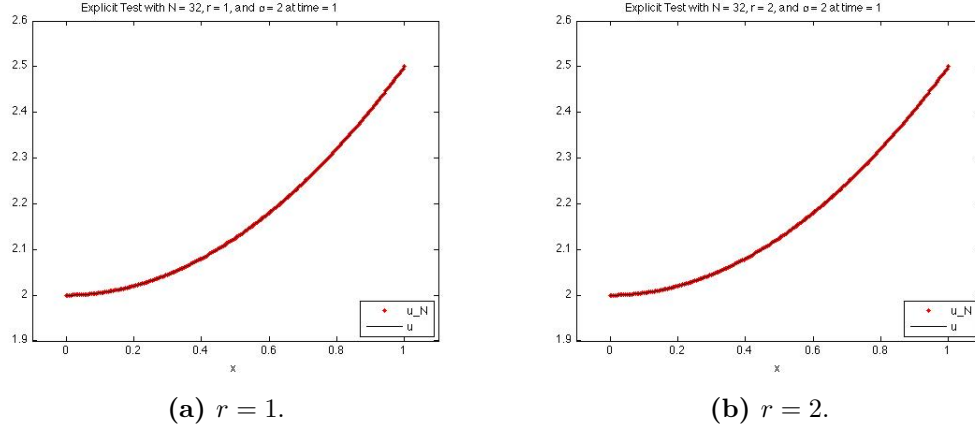 Explicit Test with N = 32, r = 1, and σ = 2 at time = 1
2.6
2.5
2.4
2.3
2.2
2.1
2
1.9
0
0.2
0.4
0.6
0.8
1
x
u_N
u
(a) r = 1.
Explicit Test with N = 32, r = 2, and σ = 2 at time = 1
2.6
2.5
2.4
2.3
2.2
2.1
2
1.9
0
0.2
0.4
0.6
0.8
1
x
u_N
u
(b) r = 2.